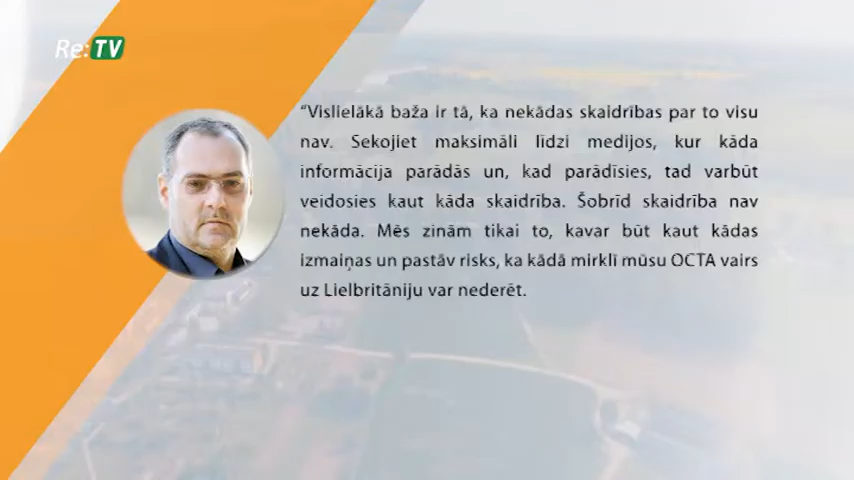 Re:TV
“Vislielākā baža ir tā, ka nekādas skaidrības par to visu
nav. Sekojiet maksimāli līdzi medijos, kur kāda
informācija parādās un, kad parādīsies, tad varbūt
veidosies kaut kāda skaidrība. Šobrīd skaidrība nav
nekāda. Mēs zinām tikai to, kavar būt kaut kādas
izmaiņas un pastāv risks, ka kādā mirklī mūsu OCTA vairs
uz Lielbritāniju var nederēt.